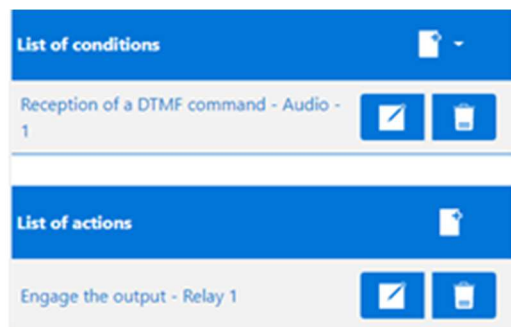 List of conditions
Reception of a DTMF command - Audio -
1
List of actions
Engage the output - Relay 1